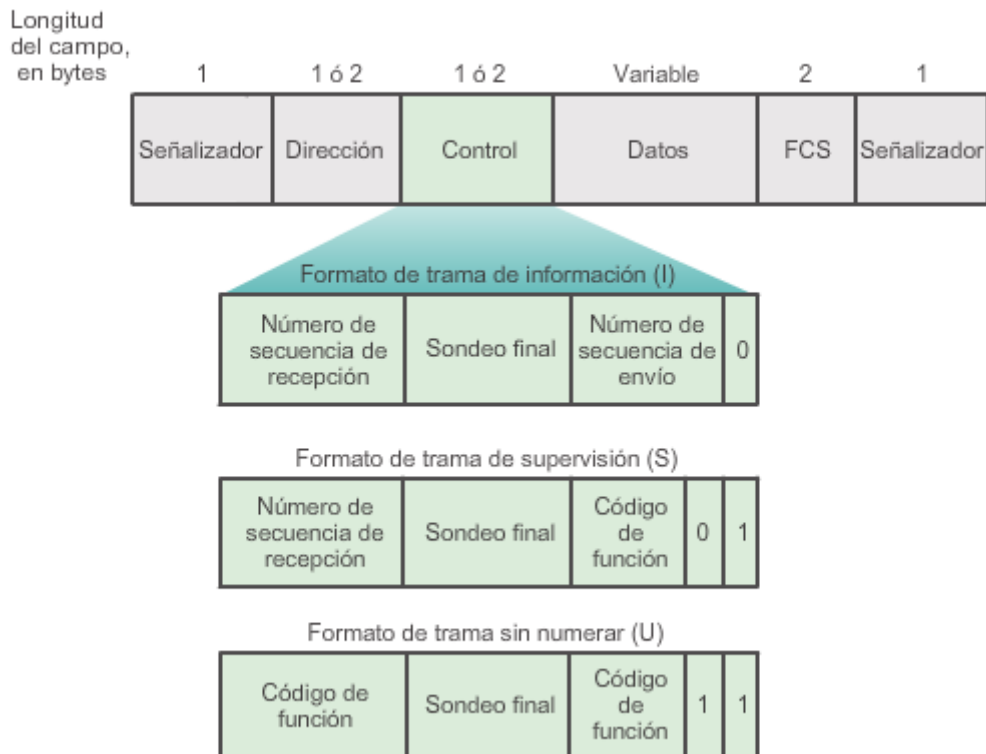 Longitud
del campo,
en bytes 1 1 ó 2 1 ó 2 Variable 2 1
Señalizador Dirección Control Datos FCS Señalizador
Formato de trama de información (I)
Número de secuencia de recepción Sondeo final Número de secuencia de envío 0
Formato de trama de supervisión (S)
Número de secuencia de recepción Sondeo final Código de función 0 1
Formato de trama sin numerar (U)
Código de función Sondeo final Código de función 1 1